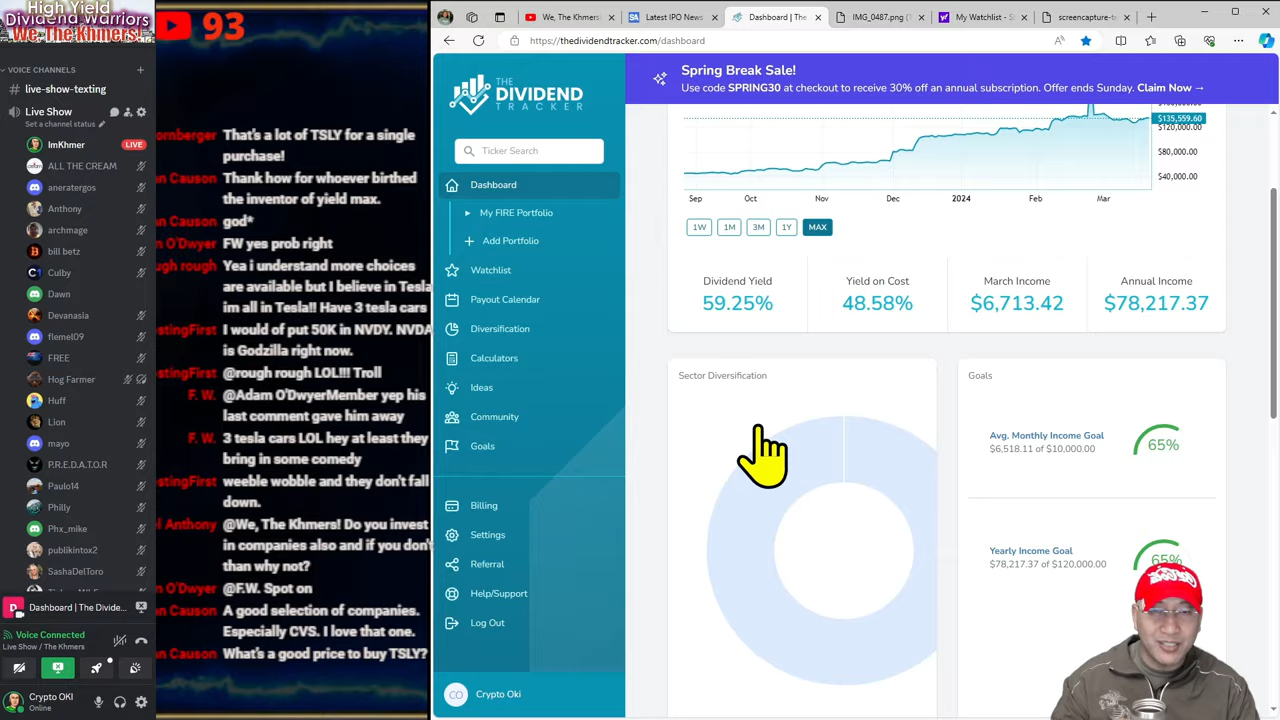 High Yield
Dividend Warriors
We, The Khmers!
VOICE CHANNELS
live-show-texting
Live Show
Set a channel status
ImKhmer
LIVE
ALL THE CREAM
aneratergos
Anthony
archmage
bill betz
Culby
Dawn
Devanasia
flemel09
FREE
Hog Farmer
Huff
Lion
mayo
P.R.E.D.A.T.O.R
Paulo14
Philly
Phx_mike
publikintox2
SashaDelToro
Dashboard | The Divide...
Voice Connected
Live Show / The Khmers
Crypto OKI
Online
93
ornberger That's a lot of TSLY for a single
purchase!
n Causon Thank how for whoever birthed
the inventor of yield max.
n Causon god*
n O'Dwyer FW yes prob right
ugh rough Yea i understand more choices
are available but I believe in Tesla
im all in Tesla!! Have 3 tesla cars
stingFirst I would of put 50K in NVDY. NVDA
is Godzilla right now.
stingFirst @rough rough LOL!!! Troll
F. W. @Adam O'DwyerMember yep his
last comment gave him away
F. W. 3 tesla cars LOL hey at least they
bring in some comedy
stingFirst weeble wobble and they don't fall
down.
el Anthony @We, The Khmers! Do you invest
in companies also and if you don't
than why not?
n O'Dwyer @F.W. Spot on
n Causon A good selection of companies.
Especially CVS. I love that one.
n Causon What's a good price to buy TSLY?
We, The Khmers!
Latest IPO News
Dashboard | The
IMG_0487.png (
My Watchlist - S
screencapture-t
https://thedividendtracker.com/dashboard
THE
DIVIDEND
TRACKER
Ticker Search
Dashboard
My FIRE Portfolio
Add Portfolio
Watchlist
Payout Calendar
Diversification
Calculators
Ideas
Community
Goals
Billing
Settings
Referral
Help/Support
Log Out
CO
Crypto Oki
Spring Break Sale!
Use code SPRING30 at checkout to receive 30% off an annual subscription. Offer ends Sunday. Claim Now →
$135,559.60
$120,000.00
$80,000.00
$40,000.00
Sep Oct Nov Dec 2024 Feb Mar
1W 1M 3M 1Y MAX
Dividend Yield
59.25%
Yield on Cost
48.58%
March Income
$6,713.42
Annual Income
$78,217.37
Sector Diversification
Goals
Avg. Monthly Income Goal
$6,518.11 of $10,000.00
65%
Yearly Income Goal
$78,217.37 of $120,000.00
65%